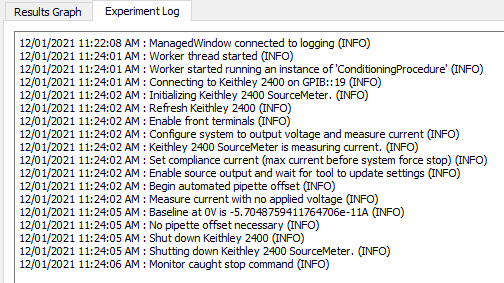 Results Graph
Experiment Log
12/01/2021 11:22:08 AM : ManagedWindow connected to logging (INFO)
12/01/2021 11:24:01 AM : Worker thread started (INFO)
12/01/2021 11:24:01 AM : Worker started running an instance of 'ConditioningProcedure' (INFO)
12/01/2021 11:24:01 AM : Connecting to Keithley 2400 on GPIB::19 (INFO)
12/01/2021 11:24:02 AM : Initializing Keithley 2400 SourceMeter. (INFO)
12/01/2021 11:24:02 AM : Refresh Keithley 2400 (INFO)
12/01/2021 11:24:02 AM : Enable front terminals (INFO)
12/01/2021 11:24:02 AM : Configure system to output voltage and measure current (INFO)
12/01/2021 11:24:02 AM : Keithley 2400 SourceMeter is measuring current. (INFO)
12/01/2021 11:24:02 AM : Set compliance current (max current before system force stop) (INFO)
12/01/2021 11:24:02 AM : Enable source output and wait for tool to update settings (INFO)
12/01/2021 11:24:02 AM : Begin automated pipette offset (INFO)
12/01/2021 11:24:02 AM : Measure current with no applied voltage (INFO)
12/01/2021 11:24:05 AM : Baseline at 0V is -5.7048759411764706e-11A (INFO)
12/01/2021 11:24:05 AM : No pipette offset necessary (INFO)
12/01/2021 11:24:05 AM : Shut down Keithley 2400 (INFO)
12/01/2021 11:24:05 AM : Shutting down Keithley 2400 SourceMeter. (INFO)
12/01/2021 11:24:06 AM : Monitor caught stop command (INFO)